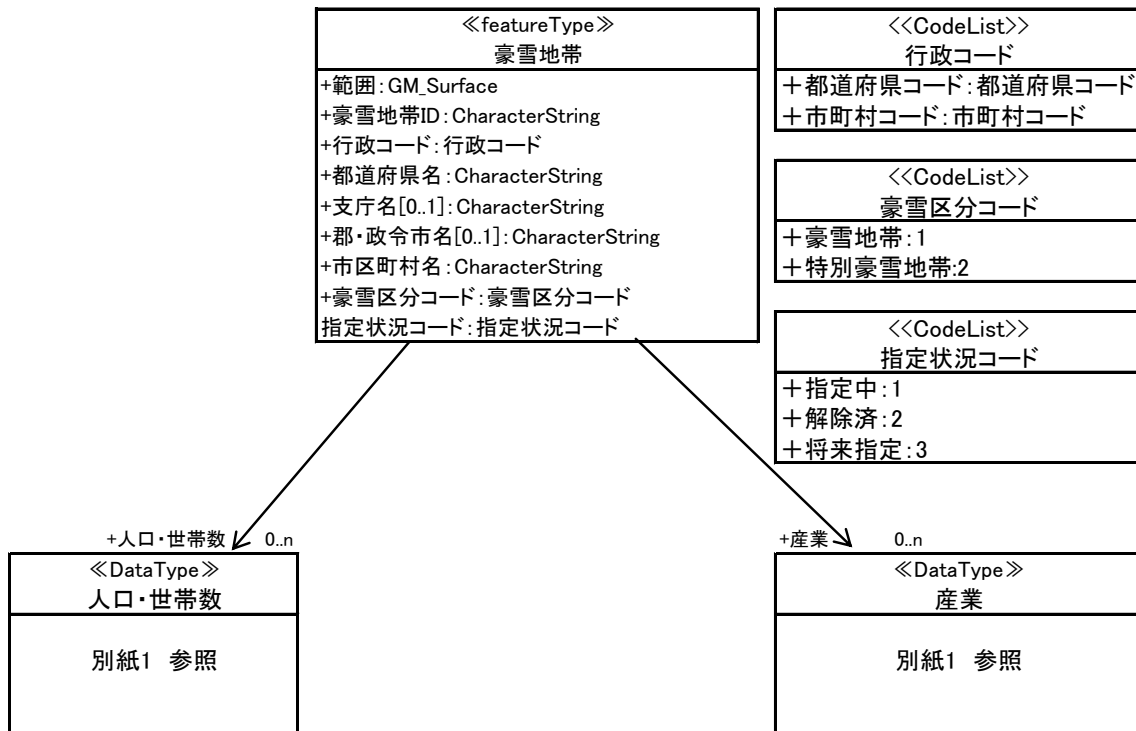 ≪featureType≫
豪雪地帯
+範囲:GM_Surface
+豪雪地帯ID:CharacterString
+行政コード:行政コード
+都道府県名:CharacterString
+支庁名[0..1]:CharacterString
+郡・政令市名[0..1]:CharacterString
+市区町村名:CharacterString
+豪雪区分コード:豪雪区分コード
指定状況コード:指定状況コード
<<CodeList>>
行政コード
＋都道府県コード:都道府県コード
＋市町村コード:市町村コード
<<CodeList>>
豪雪区分コード
＋豪雪地帯:1
＋特別豪雪地帯:2
<<CodeList>>
指定状況コード
＋指定中:1
＋解除済:2
＋将来指定:3
+人口・世帯数 0..n
≪DataType≫
人口・世帯数
別紙1 参照
+産業 0..n
≪DataType≫
産業
別紙1 参照